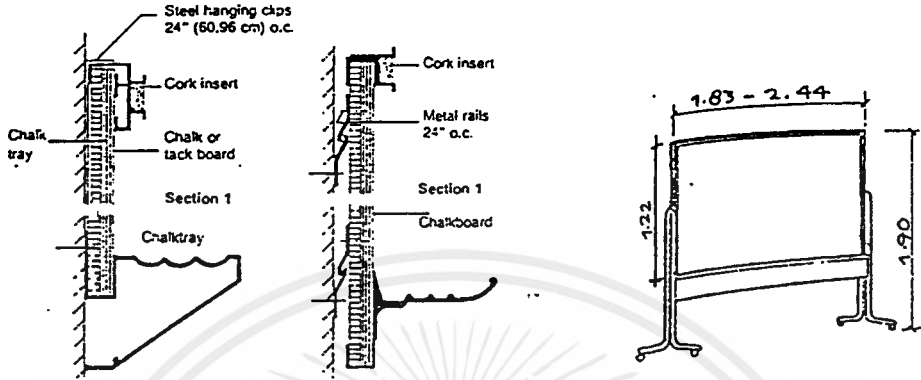 Steel hanging clips
24" (60.96 cm) o.c.
Cork insert
Chalk
tray
Chalk or
tack board
Section 1
Chalktray
Cork insert
Metal rails
24" o.c.
Section 1
Chalkboard
1.83 - 2.44
1.22
1.90